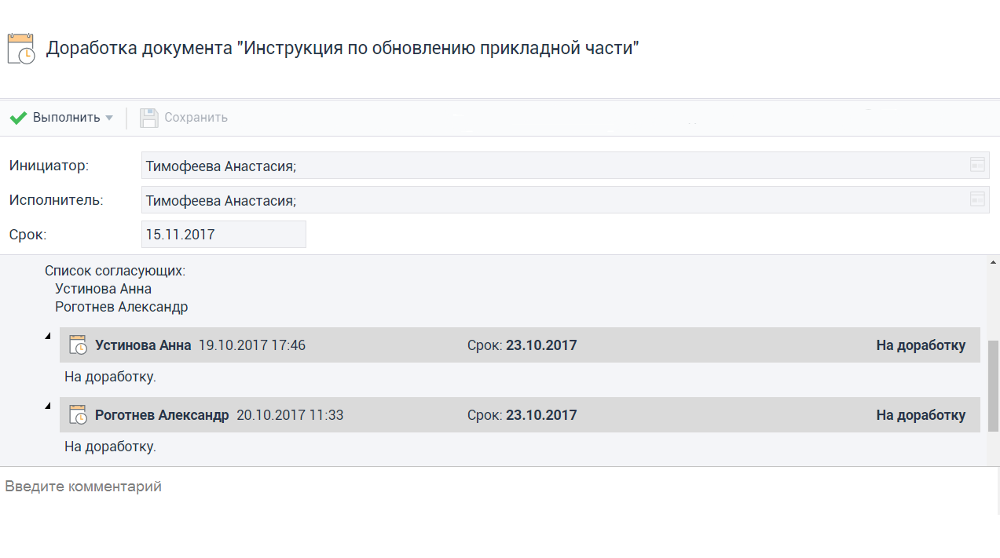 Доработка документа "Инструкция по обновлению прикладной части"
Выполнить Сохранить
Инициатор: Тимофеева Анастасия;
Исполнитель: Тимофеева Анастасия;
Срок: 15.11.2017
Список согласующих:
Устинова Анна
Роготнев Александр
Устинова Анна 19.10.2017 17:46 Срок: 23.10.2017 На доработку
На доработку.
Роготнев Александр 20.10.2017 11:33 Срок: 23.10.2017 На доработку
На доработку.
Введите комментарий